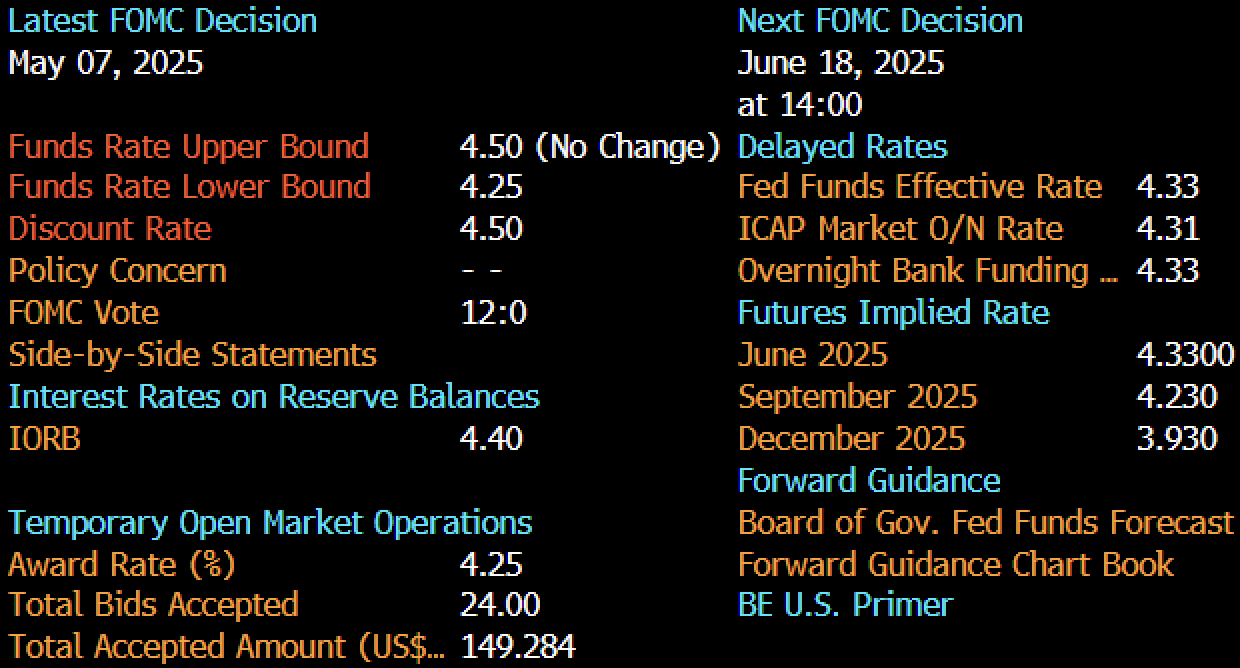 Latest FOMC Decision
May 07, 2025
Funds Rate Upper Bound 4.50 (No Change)
Funds Rate Lower Bound 4.25
Discount Rate 4.50
Policy Concern - -
FOMC Vote 12:0
Side-by-Side Statements
Interest Rates on Reserve Balances
IORB 4.40
Temporary Open Market Operations
Award Rate (%) 4.25
Total Bids Accepted 24.00
Total Accepted Amount (US$... 149.284
Next FOMC Decision
June 18, 2025
at 14:00
Delayed Rates
Fed Funds Effective Rate 4.33
ICAP Market O/N Rate 4.31
Overnight Bank Funding ... 4.33
Futures Implied Rate
June 2025 4.3300
September 2025 4.230
December 2025 3.930
Forward Guidance
Board of Gov. Fed Funds Forecast
Forward Guidance Chart Book
BE U.S. Primer